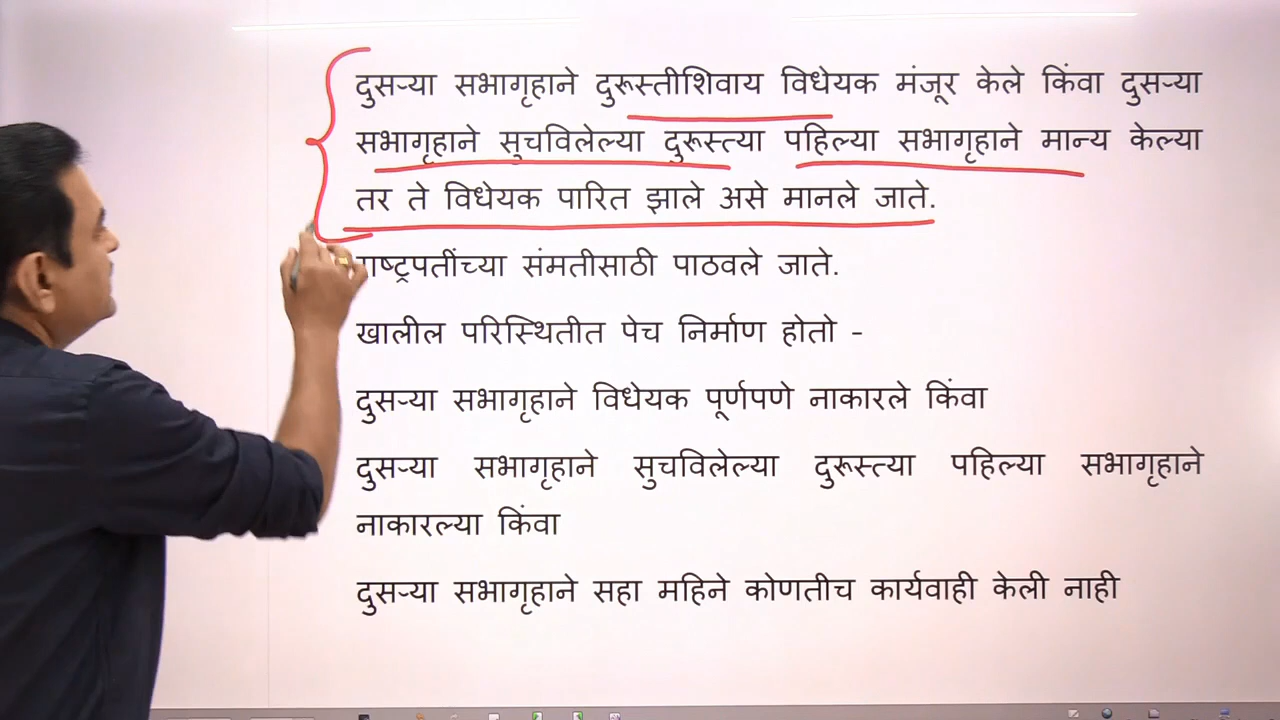 दुसऱ्या सभागृहाने दुरूस्तीशिवाय विधेयक मंजूर केले किंवा दुसऱ्या
सभागृहाने सुचविलेल्या दुरूस्त्या पहिल्या सभागृहाने मान्य केल्या
तर ते विधेयक पारित झाले असे मानले जाते.
राष्ट्रपतींच्या संमतीसाठी पाठवले जाते.
खालील परिस्थितीत पेच निर्माण होतो -
दुसऱ्या सभागृहाने विधेयक पूर्णपणे नाकारले किंवा
दुसऱ्या सभागृहाने सुचविलेल्या दुरूस्त्या पहिल्या सभागृहाने
नाकारल्या किंवा
दुसऱ्या सभागृहाने सहा महिने कोणतीच कार्यवाही केली नाही